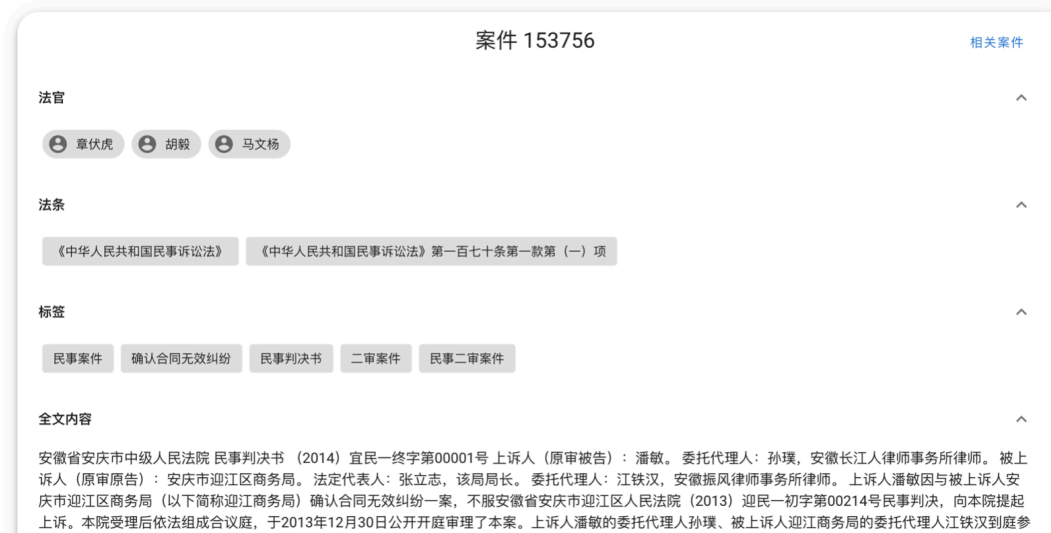 案件 153756
相关案件
法官
章伏虎 胡毅 马文杨
法条
《中华人民共和国民事诉讼法》 《中华人民共和国民事诉讼法》第一百七十条第一款第（一）项
标签
民事案件 确认合同无效纠纷 民事判决书 二审案件 民事二审案件
全文内容
安徽省安庆市中级人民法院 民事判决书 （2014）宜民一终字第00001号 上诉人（原审被告）：潘敏。 委托代理人：孙璞，安徽长江人律师事务所律师。 被上
诉人（原审原告）：安庆市迎江区商务局。 法定代表人：张立志，该局局长。 委托代理人：江铁汉，安徽振风律师事务所律师。 上诉人潘敏因与被上诉人安
庆市迎江区商务局（以下简称迎江商务局）确认合同无效纠纷一案，不服安徽省安庆市迎江区人民法院（2013）迎民一初字第00214号民事判决，向本院提起
上诉。本院受理后依法组成合议庭，于2013年12月30日公开开庭审理了本案。上诉人潘敏的委托代理人孙璞、被上诉人迎江商务局的委托代理人江铁汉到庭参